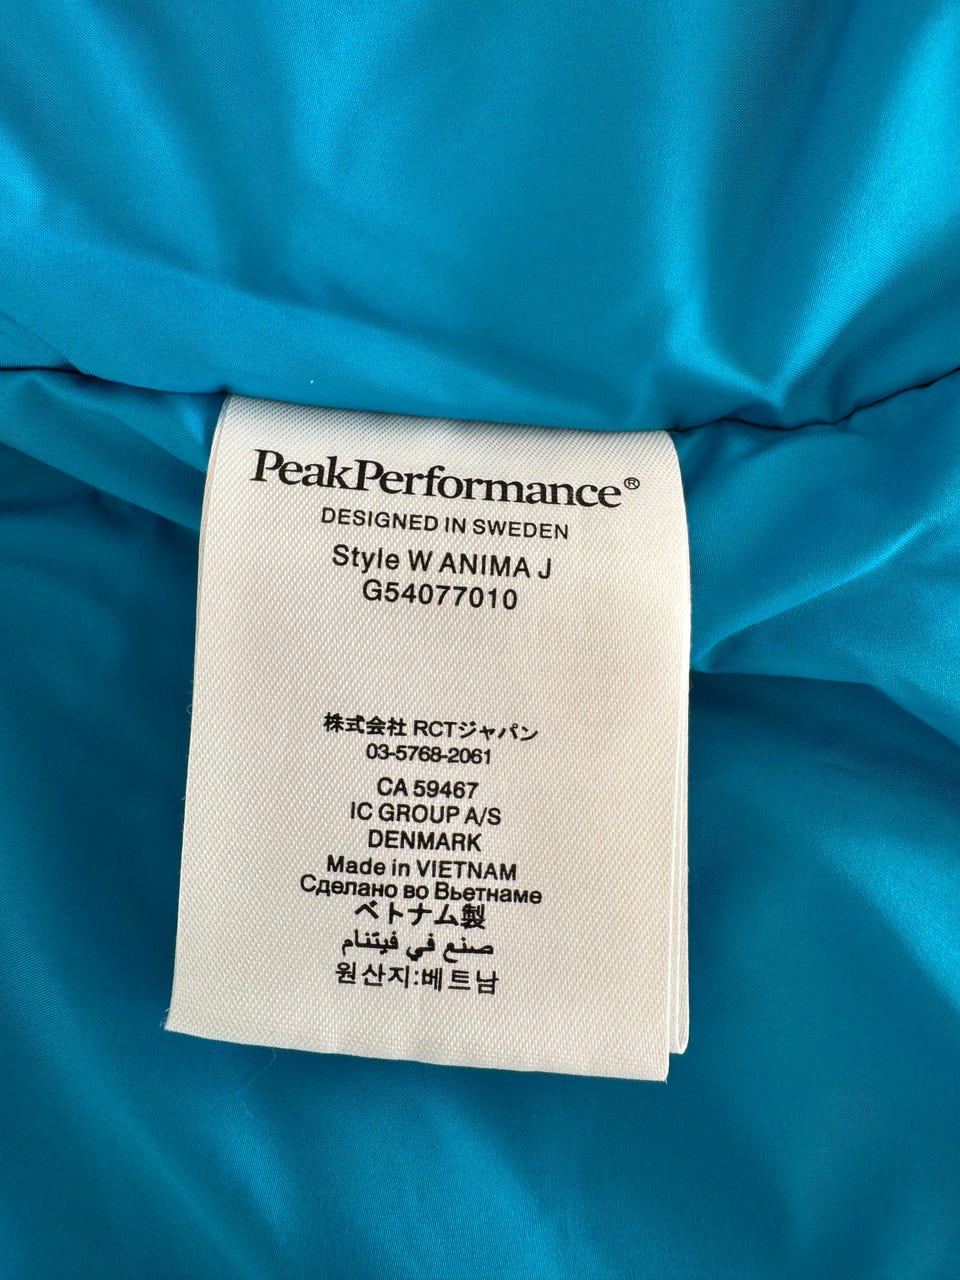 PeakPerformance®
DESIGNED IN SWEDEN
Style W ANIMA J
G54077010
株式会社 RCTジャパン
03-5768-2061
CA 59467
IC GROUP A/S
DENMARK
Made in VIETNAM
Сделано во Вьетнаме
ベトナム製
صنع في فيتنام
원산지:베트남